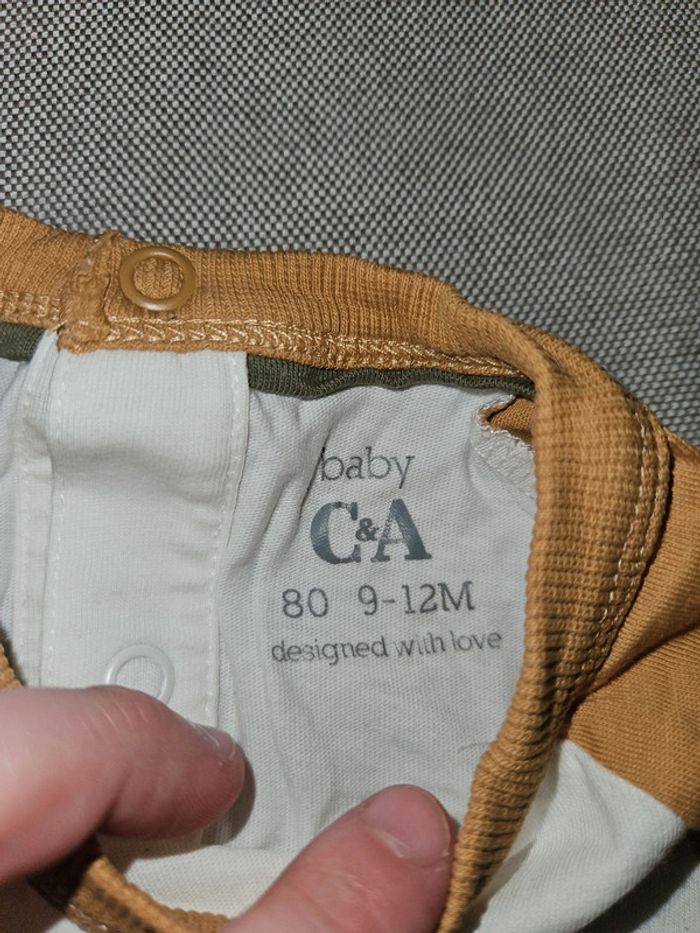 baby
C&A
80 9-12M
designed with love